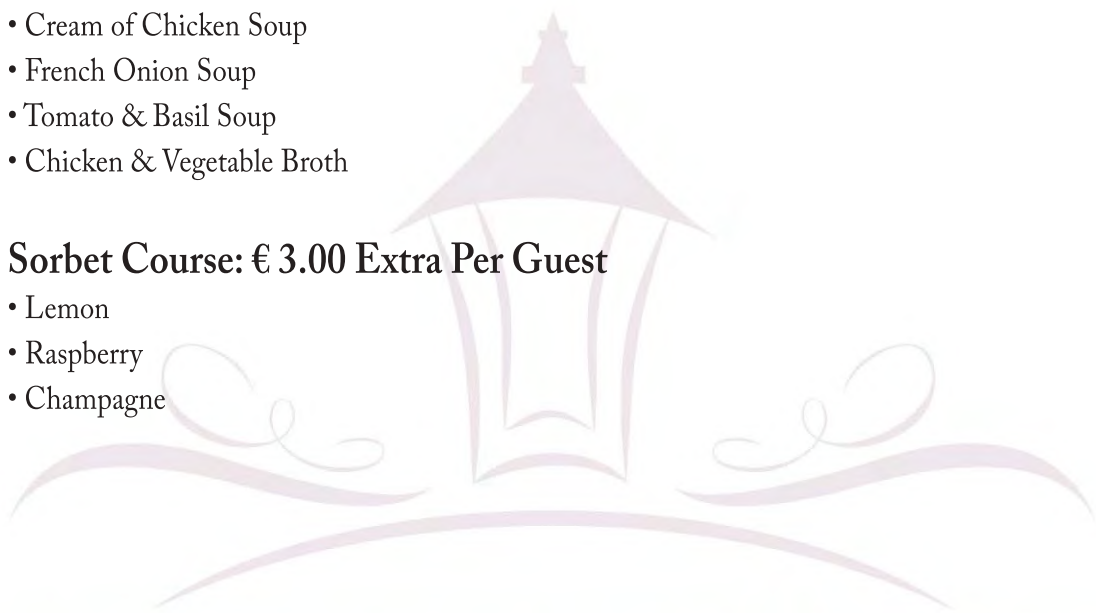 • Cream of Chicken Soup
• French Onion Soup
• Tomato & Basil Soup
• Chicken & Vegetable Broth
Sorbet Course: € 3.00 Extra Per Guest
• Lemon
• Raspberry
• Champagne